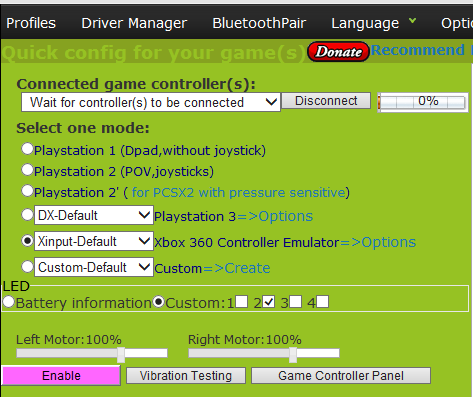 Profiles Driver Manager BluetoothPair Language Optio
Quick config for your game(s) Donate Recommend
Connected game controller(s):
Wait for controller(s) to be connected Disconnect 0%
Select one mode:
Playstation 1 (Dpad,without joystick)
Playstation 2 (POV,joysticks)
Playstation 2' ( for PCSX2 with pressure sensitive)
DX-Default Playstation 3=>Options
Xinput-Default Xbox 360 Controller Emulator=>Options
Custom-Default Custom=>Create
LED
Battery information Custom:1 2 3 4
Left Motor:100% Right Motor:100%
Enable Vibration Testing Game Controller Panel